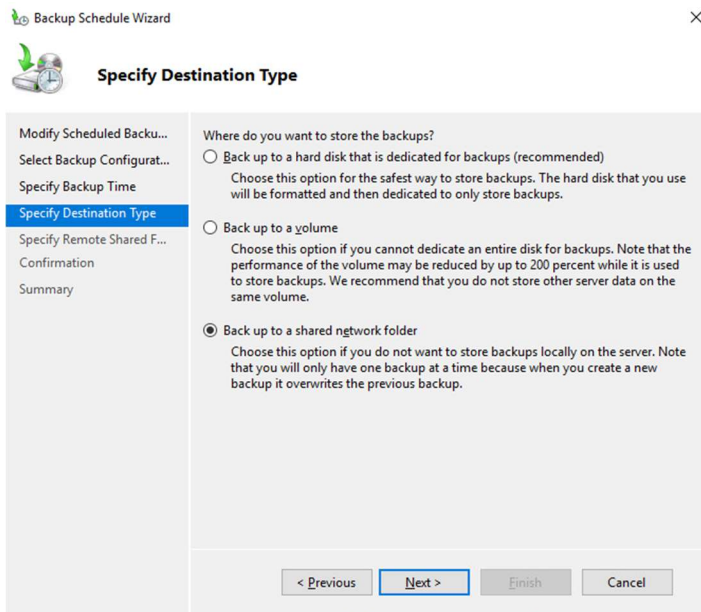 Backup Schedule Wizard
Specify Destination Type
Modify Scheduled Backu...
Select Backup Configurat...
Specify Backup Time
Specify Destination Type
Specify Remote Shared F...
Confirmation
Summary
Where do you want to store the backups?
Back up to a hard disk that is dedicated for backups (recommended)
Choose this option for the safest way to store backups. The hard disk that you use
will be formatted and then dedicated to only store backups.
Back up to a volume
Choose this option if you cannot dedicate an entire disk for backups. Note that the
performance of the volume may be reduced by up to 200 percent while it is used
to store backups. We recommend that you do not store other server data on the
same volume.
Back up to a shared network folder
Choose this option if you do not want to store backups locally on the server. Note
that you will only have one backup at a time because when you create a new
backup it overwrites the previous backup.
< Previous
Next >
Finish
Cancel